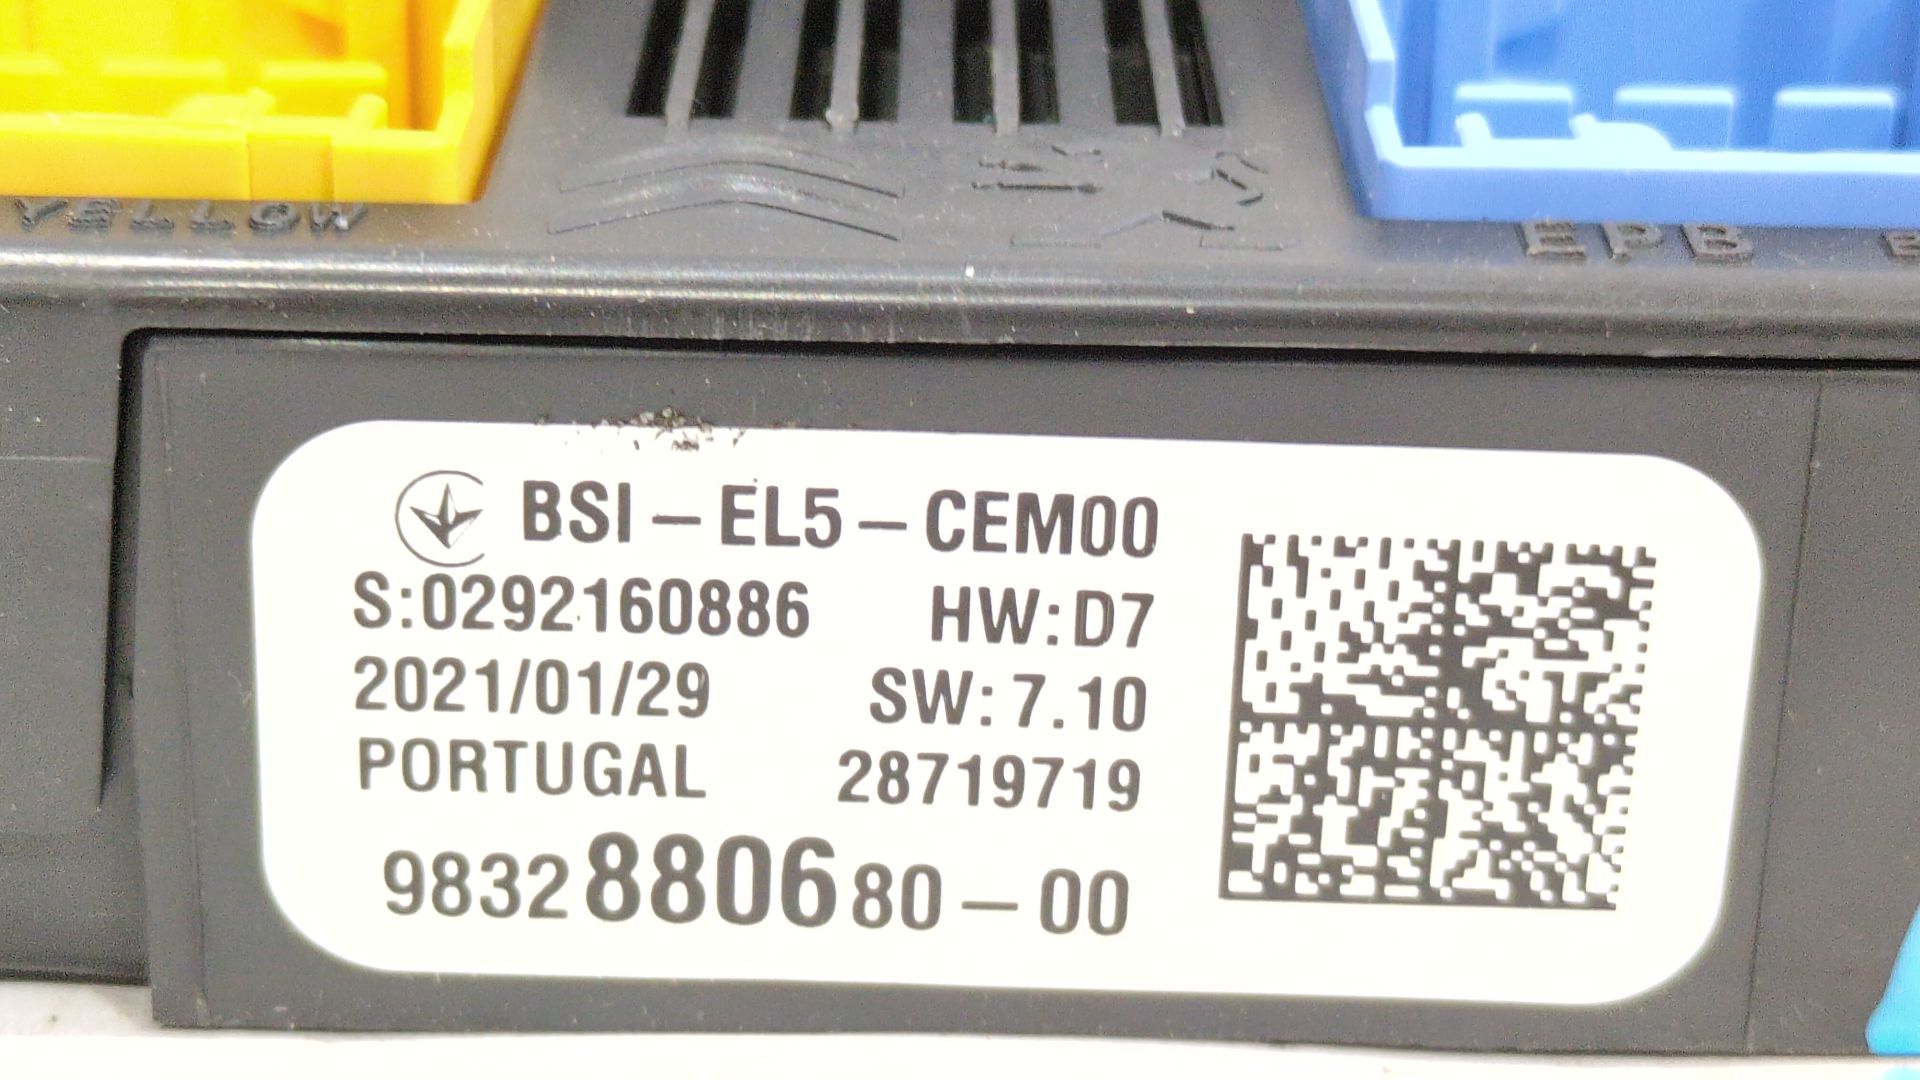 YELLOW
EPB
BSI-EL5-CEM00
S:0292160886 HW:D7
2021/01/29 SW:7.10
PORTUGAL 28719719
9832880680-00